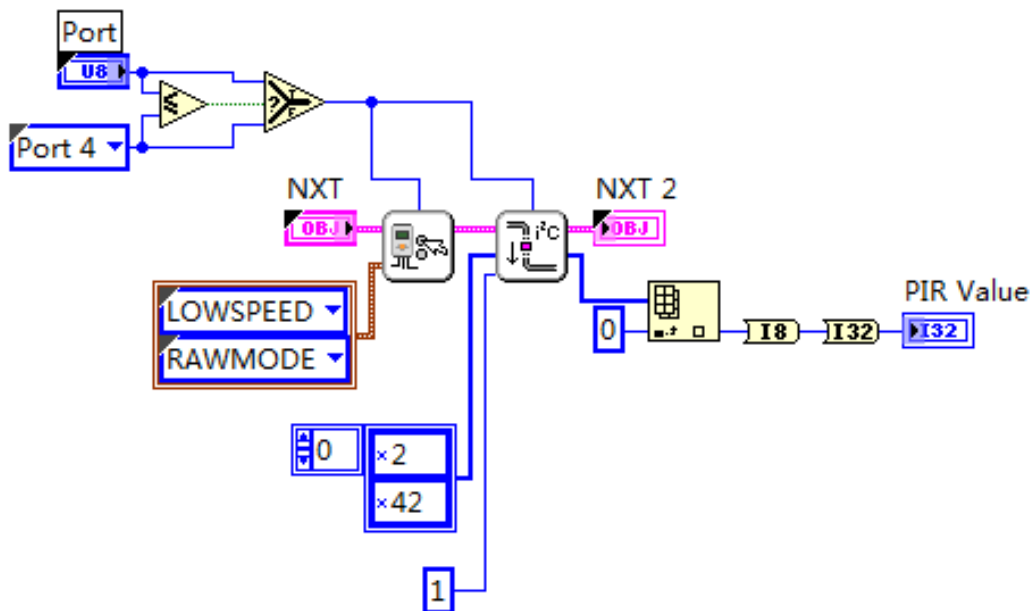 Port
U8
≤
?
T
F
Port 4
NXT
NXT 2
OBJ
i²C
OBJ
LOWSPEED
RAWMODE
0
PIR Value
I8
I32
I32
0
×2
×42
1